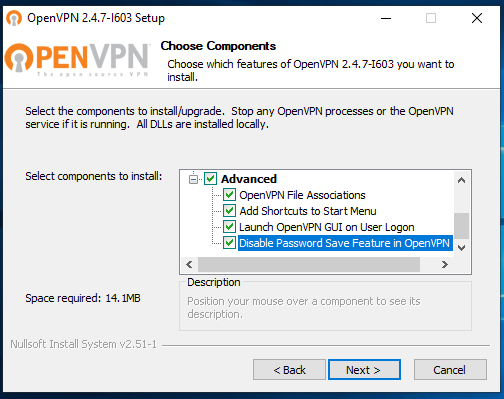 OpenVPN 2.4.7-I603 Setup
OPENVPN
The open source VPN
Choose Components
Choose which features of OpenVPN 2.4.7-I603 you want to
install.
Select the components to install/upgrade. Stop any OpenVPN processes or the OpenVPN
service if it is running. All DLLs are installed locally.
Select components to install:
Advanced
OpenVPN File Associations
Add Shortcuts to Start Menu
Launch OpenVPN GUI on User Logon
Disable Password Save Feature in OpenVPN
Space required: 14.1MB
Description
Position your mouse over a component to see its
description.
Nullsoft Install System v2.51-1
< Back
Next >
Cancel